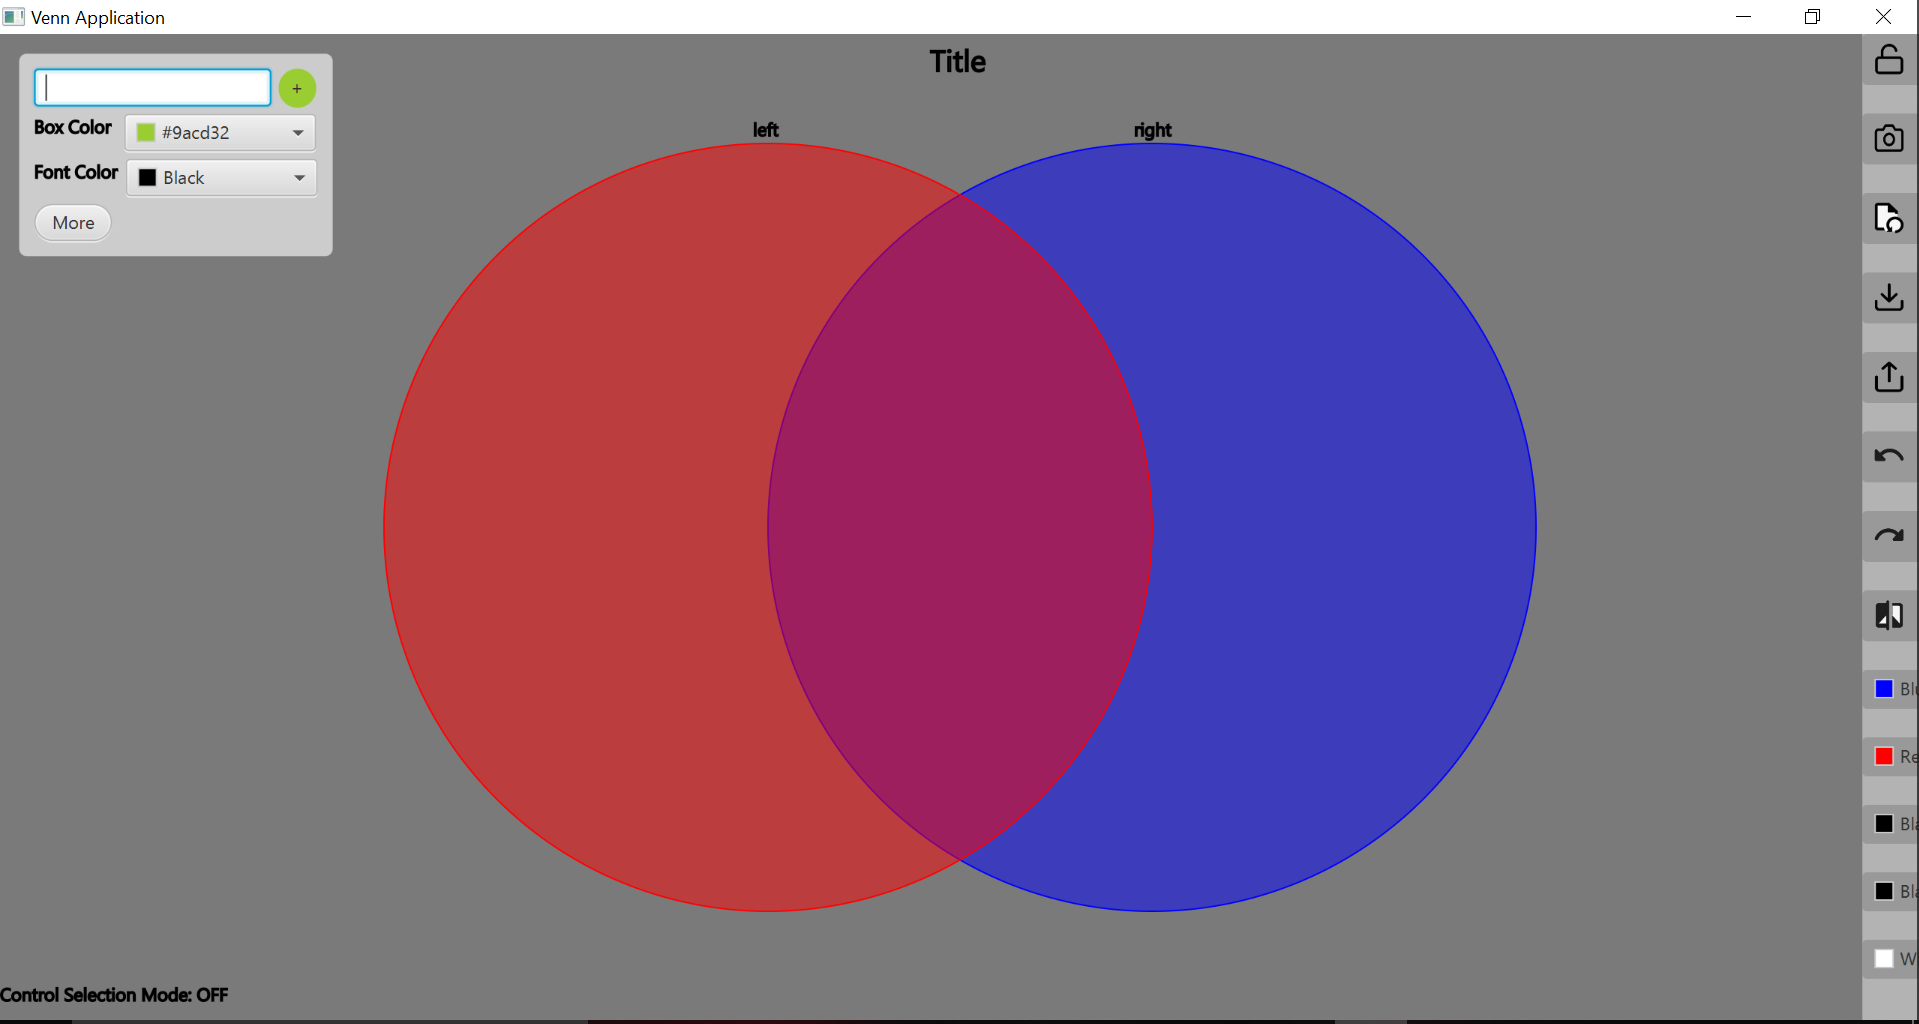 Venn Application
Title
+
Box Color #9acd32
Font Color Black
More
left
right
Control Selection Mode: OFF